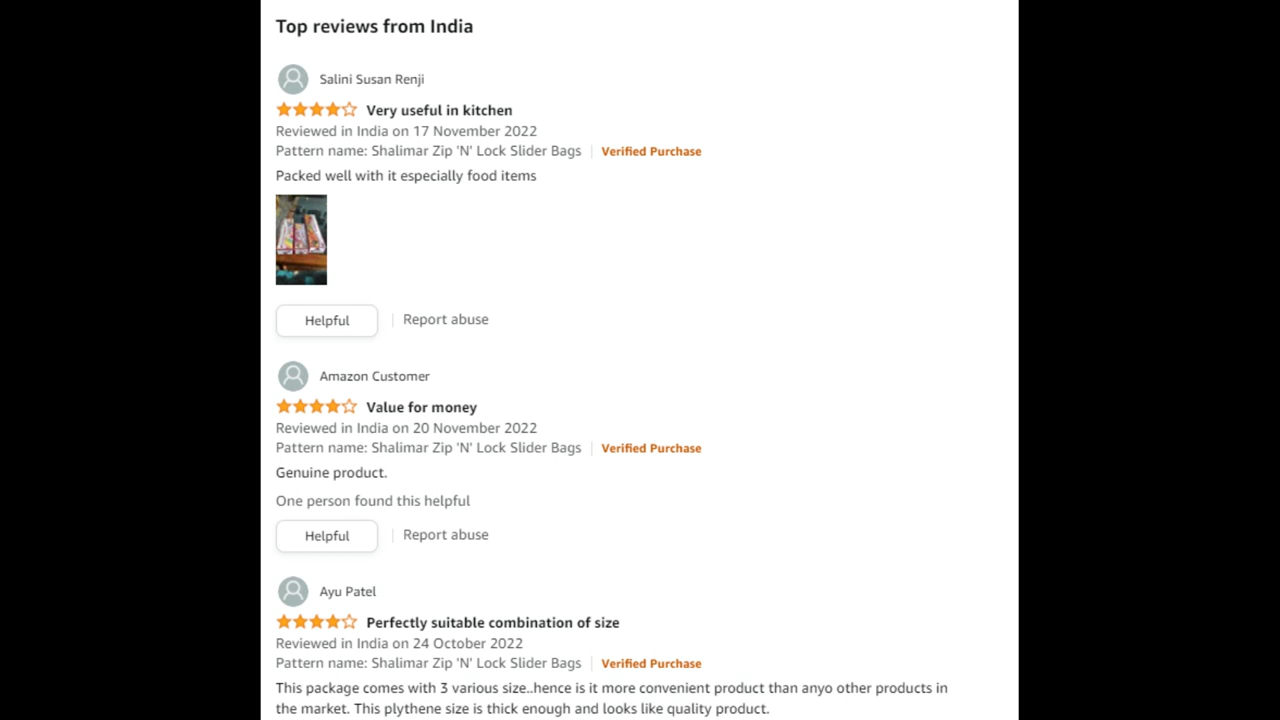 Top reviews from India
Salini Susan Renji
Very useful in kitchen
Reviewed in India on 17 November 2022
Pattern name: Shalimar Zip 'N' Lock Slider Bags | Verified Purchase
Packed well with it especially food items
Helpful | Report abuse
Amazon Customer
Value for money
Reviewed in India on 20 November 2022
Pattern name: Shalimar Zip 'N' Lock Slider Bags | Verified Purchase
Genuine product.
One person found this helpful
Helpful | Report abuse
Ayu Patel
Perfectly suitable combination of size
Reviewed in India on 24 October 2022
Pattern name: Shalimar Zip 'N' Lock Slider Bags | Verified Purchase
This package comes with 3 various size..hence is it more convenient product than anyo other products in
the market. This plythene size is thick enough and looks like quality product.